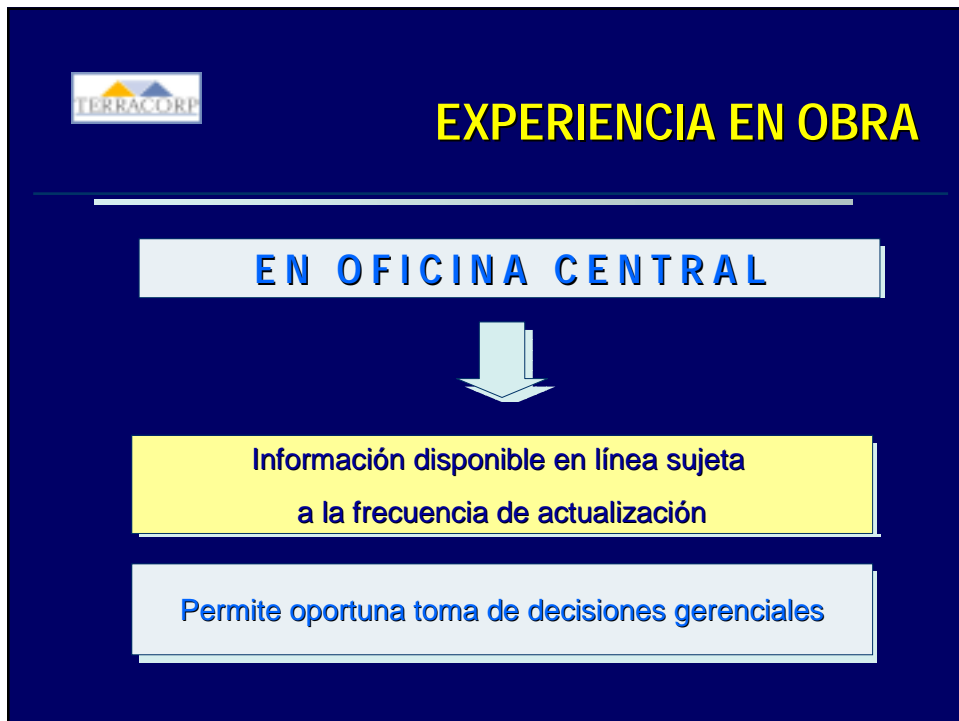 TERRACORP
EXPERIENCIA EN OBRA
EN OFICINA CENTRAL
Información disponible en línea sujeta
a la frecuencia de actualización
Permite oportuna toma de decisiones gerenciales